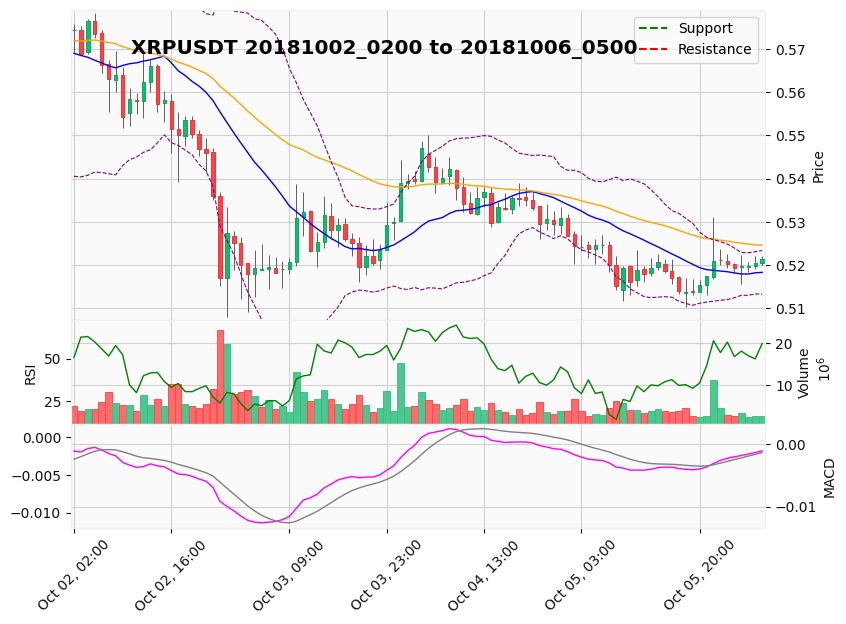 XRPUSDT 20181002_0200 to 20181006_0500
Support
Resistance
0.57
0.56
0.55
0.54
0.53
0.52
0.51
Price
RSI
50
25
20
10
Volume
10^6
0.000
−0.005
−0.010
0.00
−0.01
MACD
Oct 02, 02:00
Oct 02, 16:00
Oct 03, 09:00
Oct 03, 23:00
Oct 04, 13:00
Oct 05, 03:00
Oct 05, 20:00